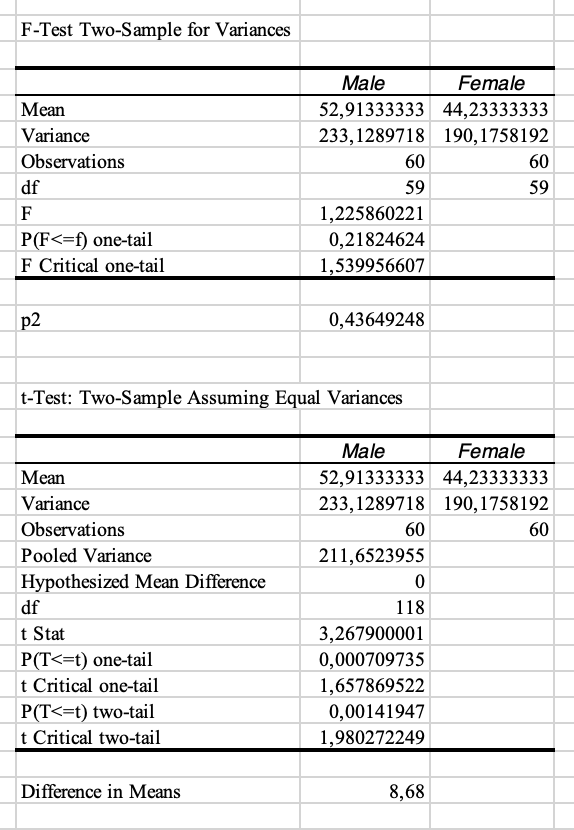 F-Test Two-Sample for Variances
Male Female
Mean 52,91333333 44,23333333
Variance 233,1289718 190,1758192
Observations 60 60
df 59 59
F 1,225860221
P(F<=f) one-tail 0,21824624
F Critical one-tail 1,539956607
p2 0,43649248
t-Test: Two-Sample Assuming Equal Variances
Male Female
Mean 52,91333333 44,23333333
Variance 233,1289718 190,1758192
Observations 60 60
Pooled Variance 211,6523955
Hypothesized Mean Difference 0
df 118
t Stat 3,267900001
P(T<=t) one-tail 0,000709735
t Critical one-tail 1,657869522
P(T<=t) two-tail 0,00141947
t Critical two-tail 1,980272249
Difference in Means 8,68